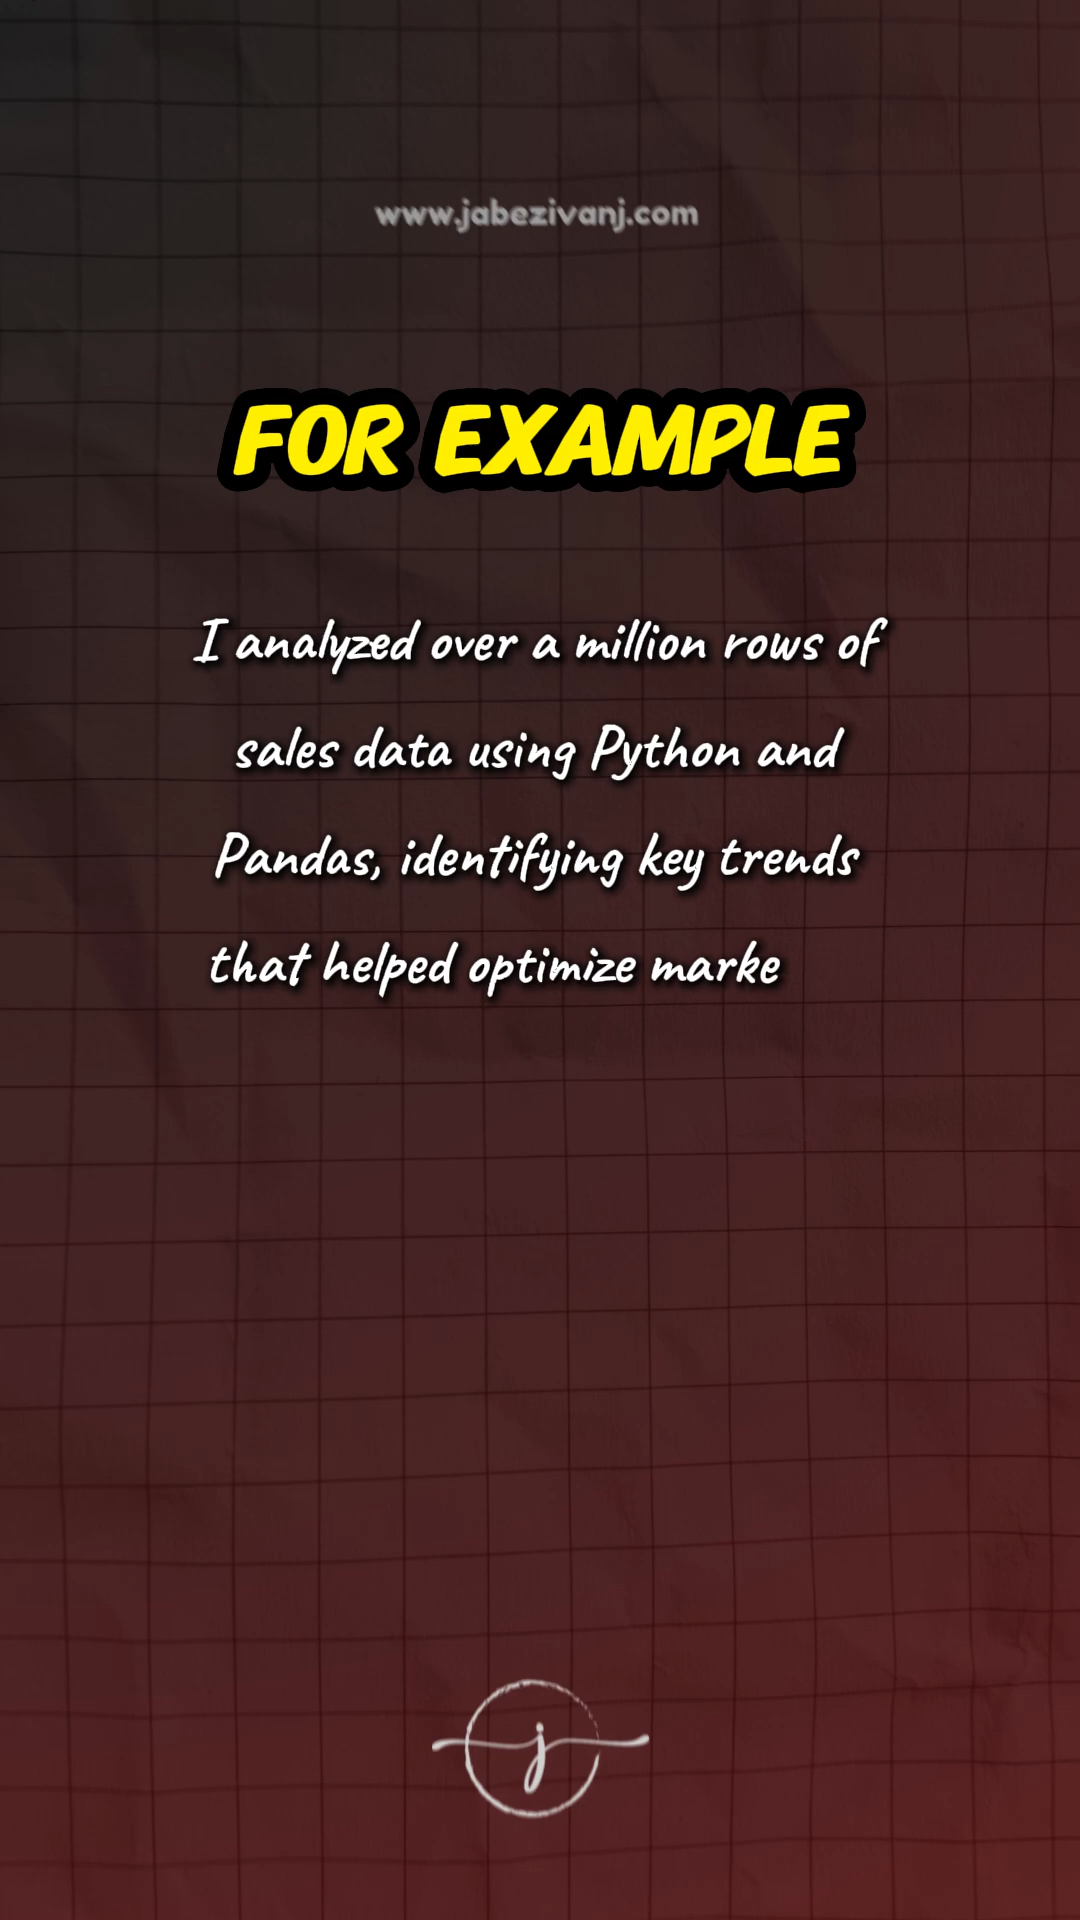 www.jabezivanj.com
FOR EXAMPLE
I analyzed over a million rows of
sales data using Python and
Pandas, identifying key trends
that helped optimize marke
j